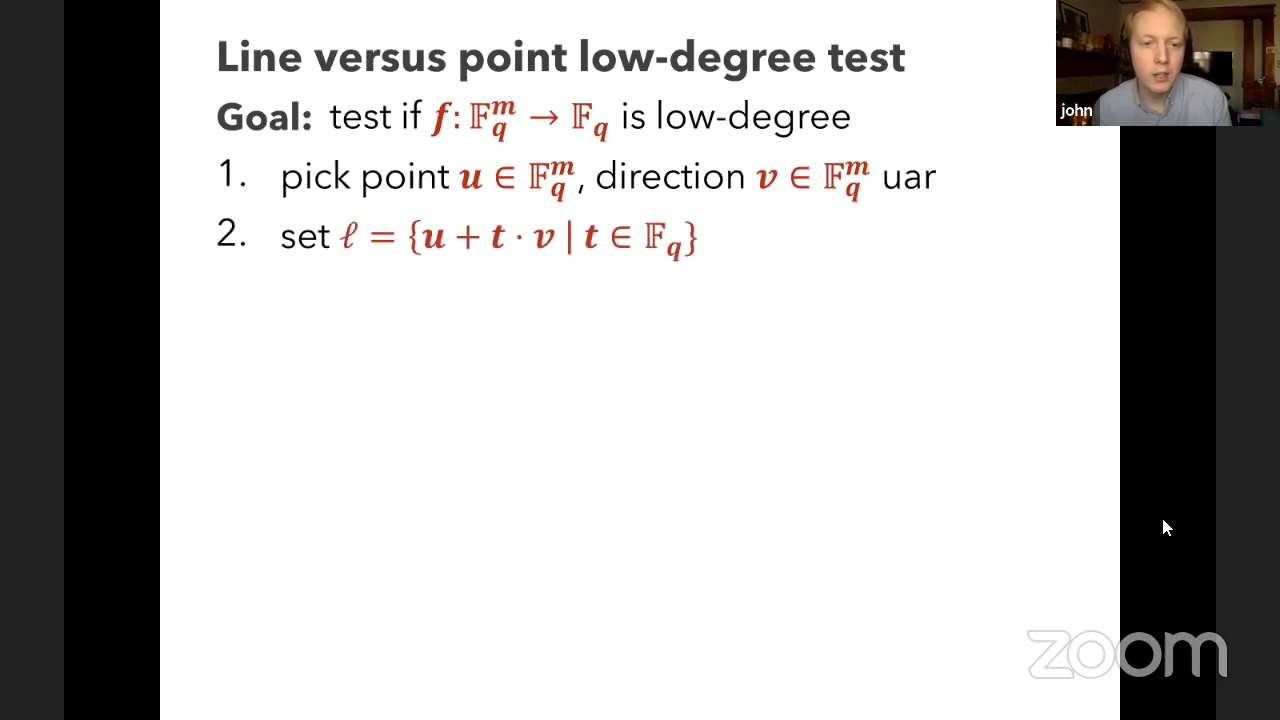 Line versus point low-degree test
Goal: test if f: 𝔽_q^m → 𝔽_q is low-degree
1. pick point u ∈ 𝔽_q^m, direction v ∈ 𝔽_q^m uar
2. set ℓ = {u + t · v | t ∈ 𝔽_q}
john
zoom